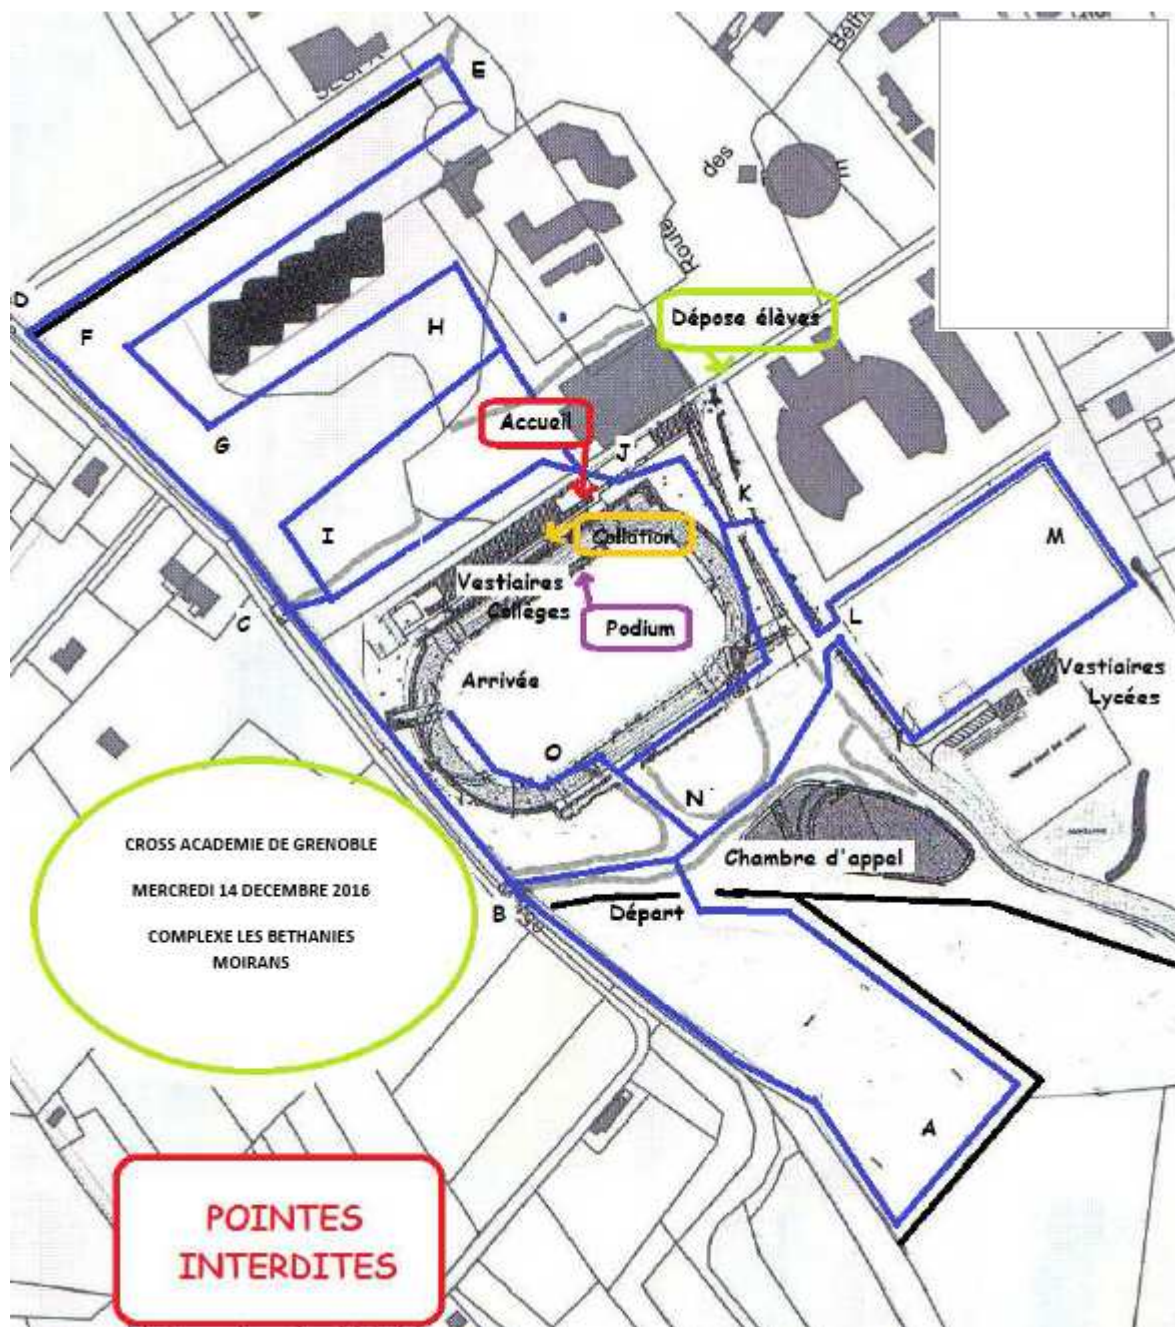 E
D
des
Route
F
H
Dépose élèves
Accueil
G
J
K
I
Collation
M
Vestiaires
Collèges
C
L
Podium
Vestiaires
Lycées
Arrivée
O
N
CROSS ACADEMIE DE GRENOBLE
MERCREDI 14 DECEMBRE 2016
COMPLEXE LES BETHANIES
MOIRANS
Chambre d'appel
B
Départ
A
POINTES
INTERDITES